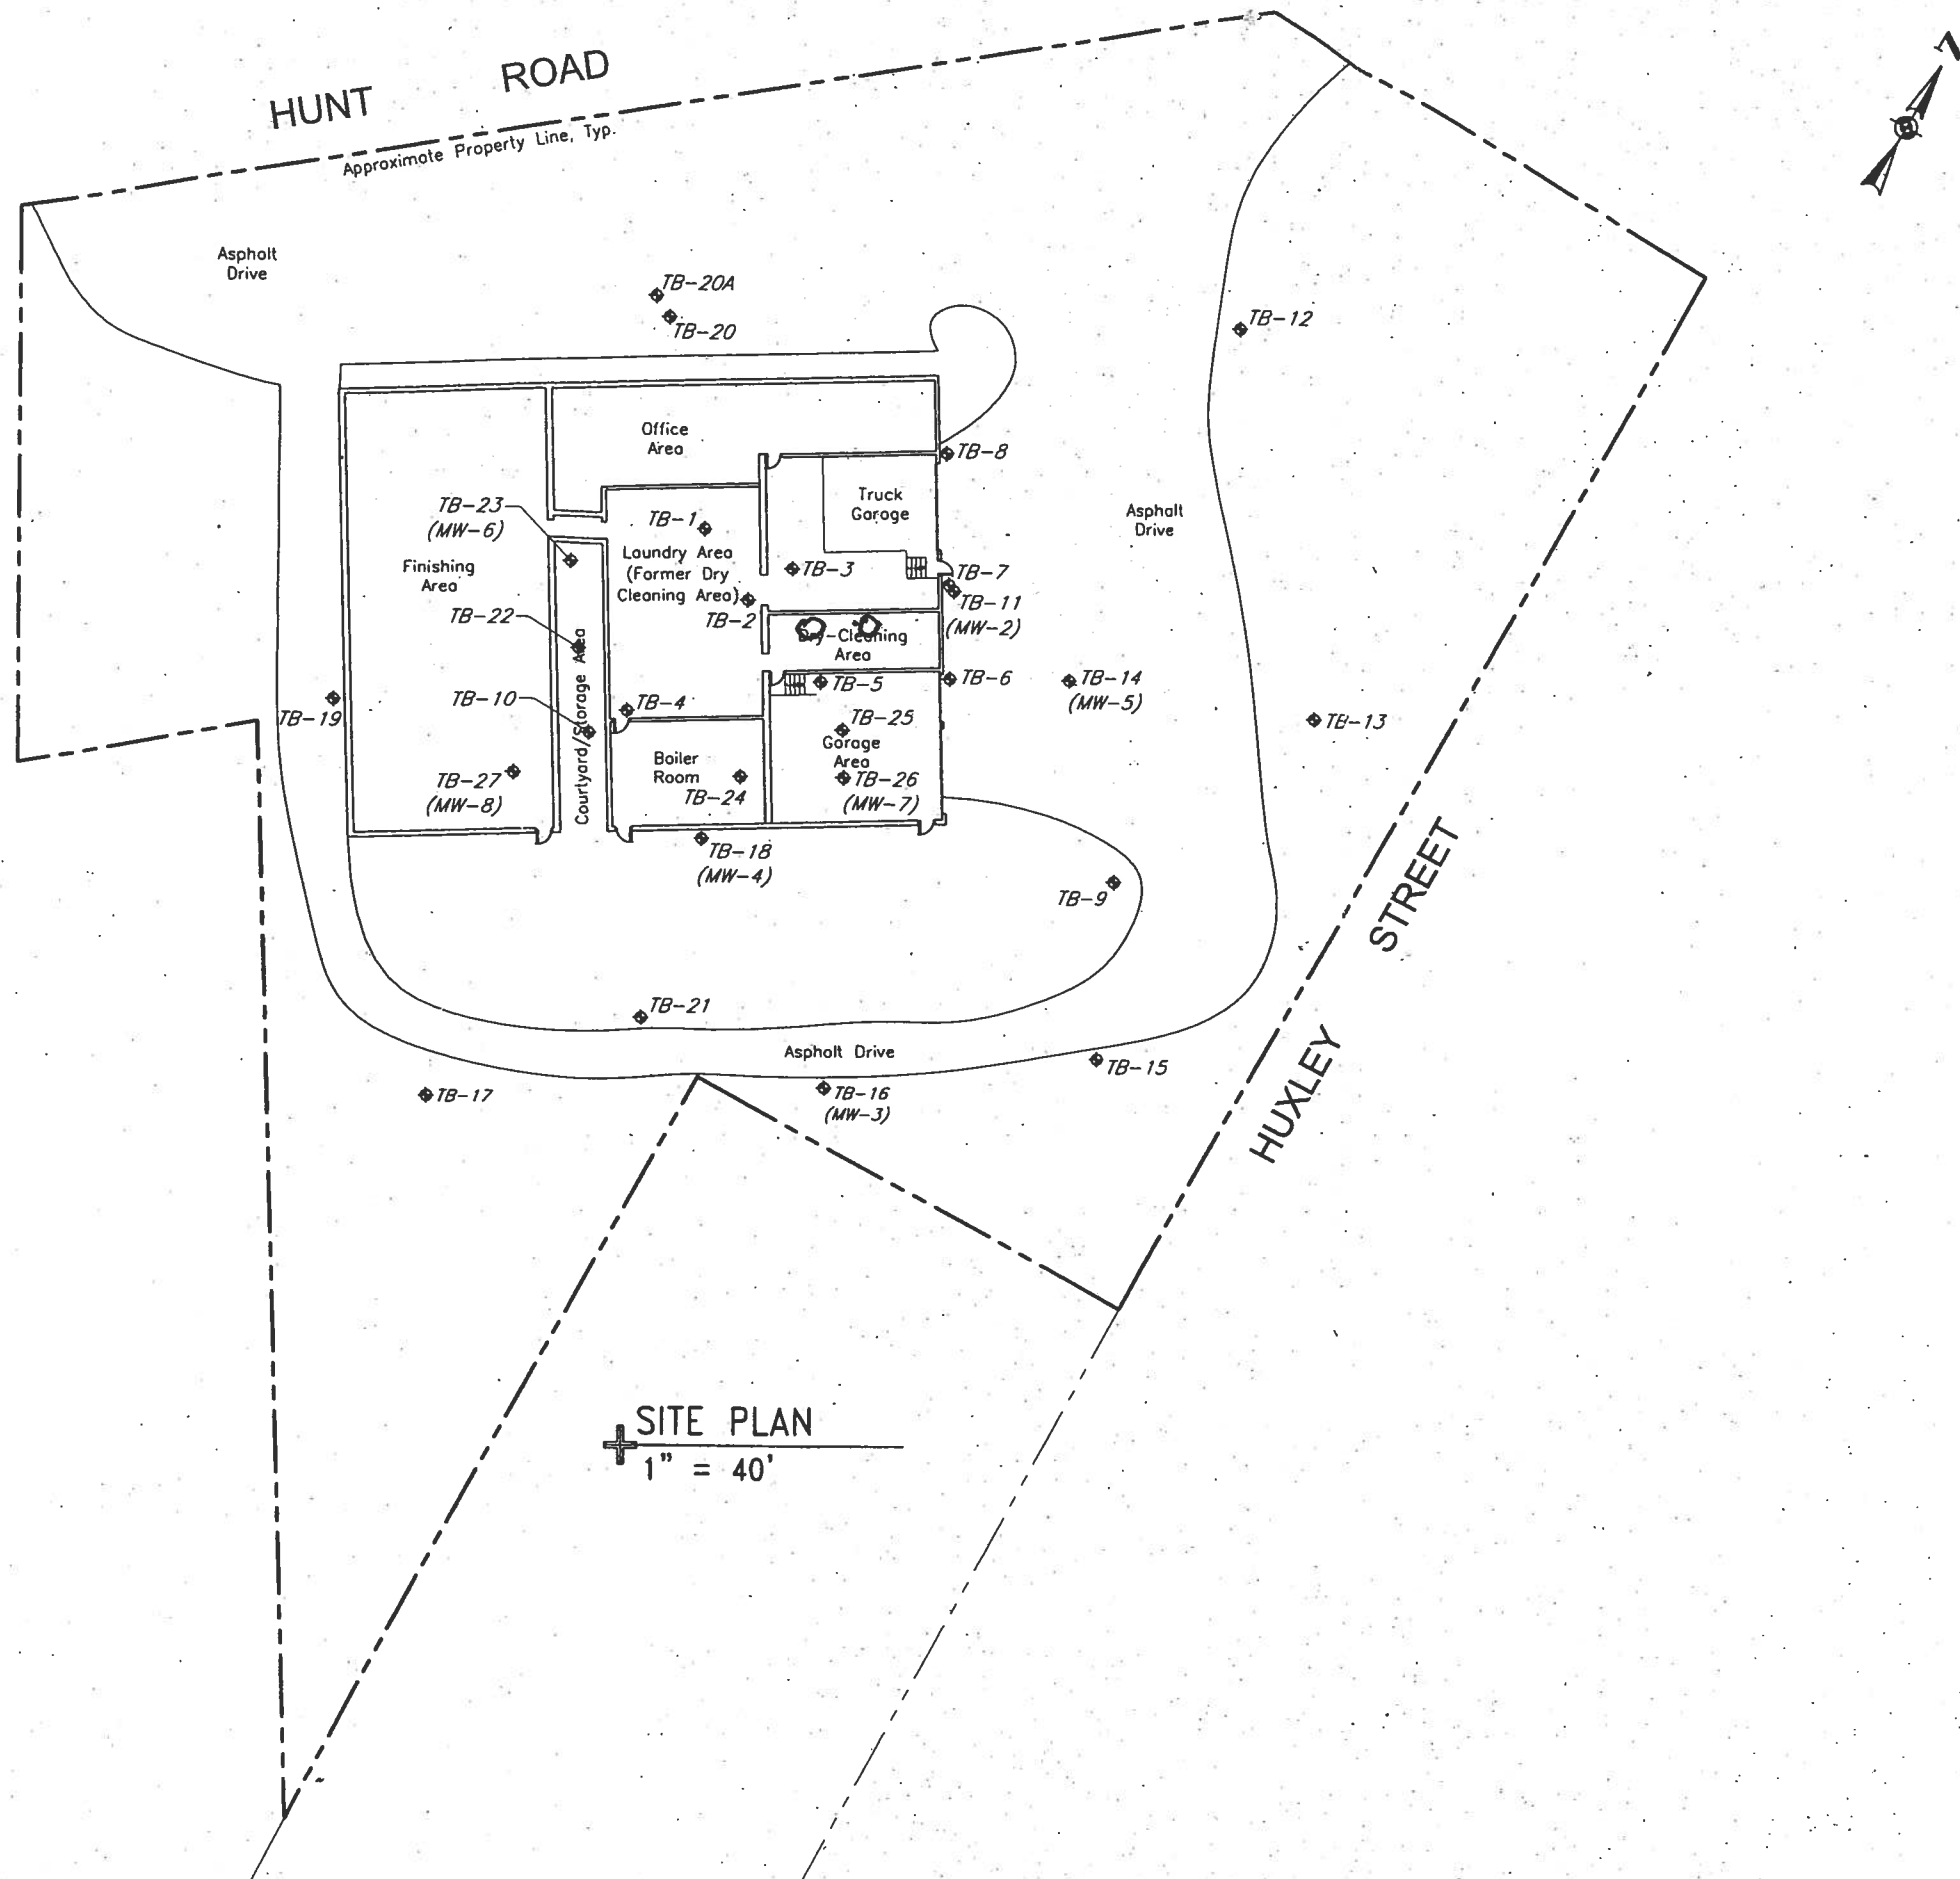 HUNT ROAD
Approximate Property Line, Typ.
N
Asphalt
Drive
TB-20A
TB-20
TB-12
Office
Area
TB-8
Truck
Garage
TB-23
(MW-6)
TB-1
Asphalt
Drive
Laundry Area
(Former Dry
Cleaning Area)
Finishing
Area
TB-3
TB-7
TB-11
(MW-2)
TB-2
TB-22
Dry-Cleaning
Area
TB-5
TB-6
TB-14
(MW-5)
TB-10
TB-4
TB-19
Courtyard/Storage Area
TB-25
TB-13
Garage
Area
Boiler
Room
TB-24
TB-26
(MW-7)
TB-27
(MW-8)
TB-18
(MW-4)
TB-9
HUXLEY STREET
TB-21
Asphalt Drive
TB-15
TB-17
TB-16
(MW-3)
SITE PLAN
1" = 40'